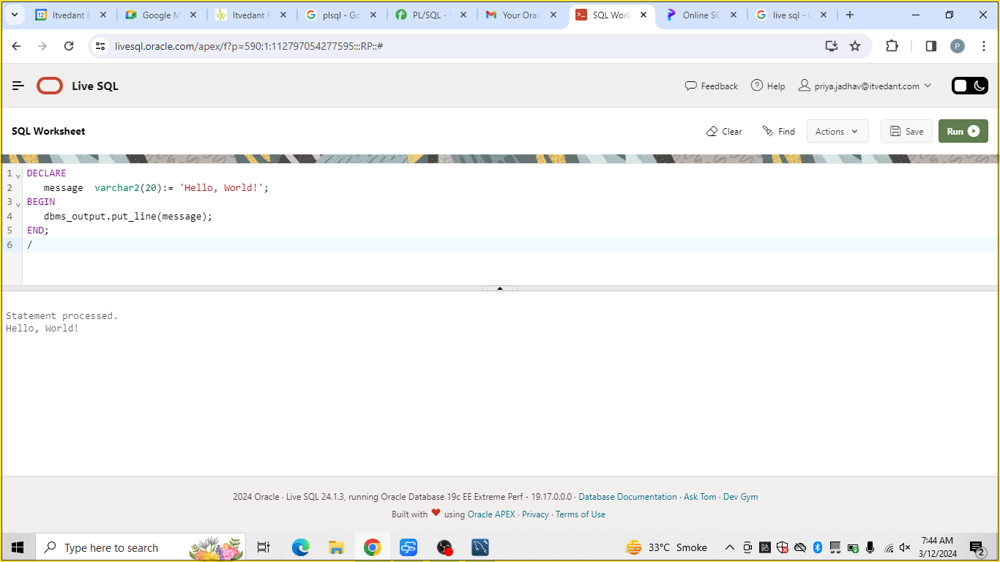 Itvedant E
Google M
Itvedant F
plsql - Go
PL/SQL -
Your Orac
SQL Work
Online SQ
live sql -
livesql.oracle.com/apex/f?p=590:1:112797054277595:::RP::#
P
Live SQL
Feedback
Help
priya.jadhav@itvedant.com
SQL Worksheet
Clear
Find
Actions
Save
Run
1 DECLARE
2 message varchar2(20):= 'Hello, World!';
3 BEGIN
4 dbms_output.put_line(message);
5 END;
6 /
Statement processed.
Hello, World!
2024 Oracle · Live SQL 24.1.3, running Oracle Database 19c EE Extreme Perf - 19.17.0.0.0 · Database Documentation · Ask Tom · Dev Gym
Built with ❤ using Oracle APEX · Privacy · Terms of Use
Type here to search
33°C Smoke
7:44 AM
3/12/2024
2